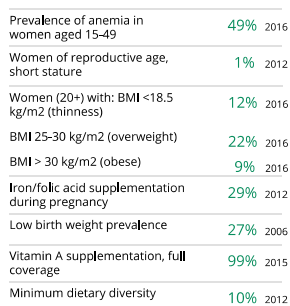 Prevalence of anemia in
women aged 15-49
49% 2016
Women of reproductive age,
short stature
1% 2012
Women (20+) with: BMI <18.5
kg/m2 (thinness)
12% 2016
BMI 25-30 kg/m2 (overweight)
22% 2016
BMI > 30 kg/m2 (obese)
9% 2016
Iron/folic acid supplementation
during pregnancy
29% 2012
Low birth weight prevalence
27% 2006
Vitamin A supplementation, full
coverage
99% 2015
Minimum dietary diversity
10% 2012